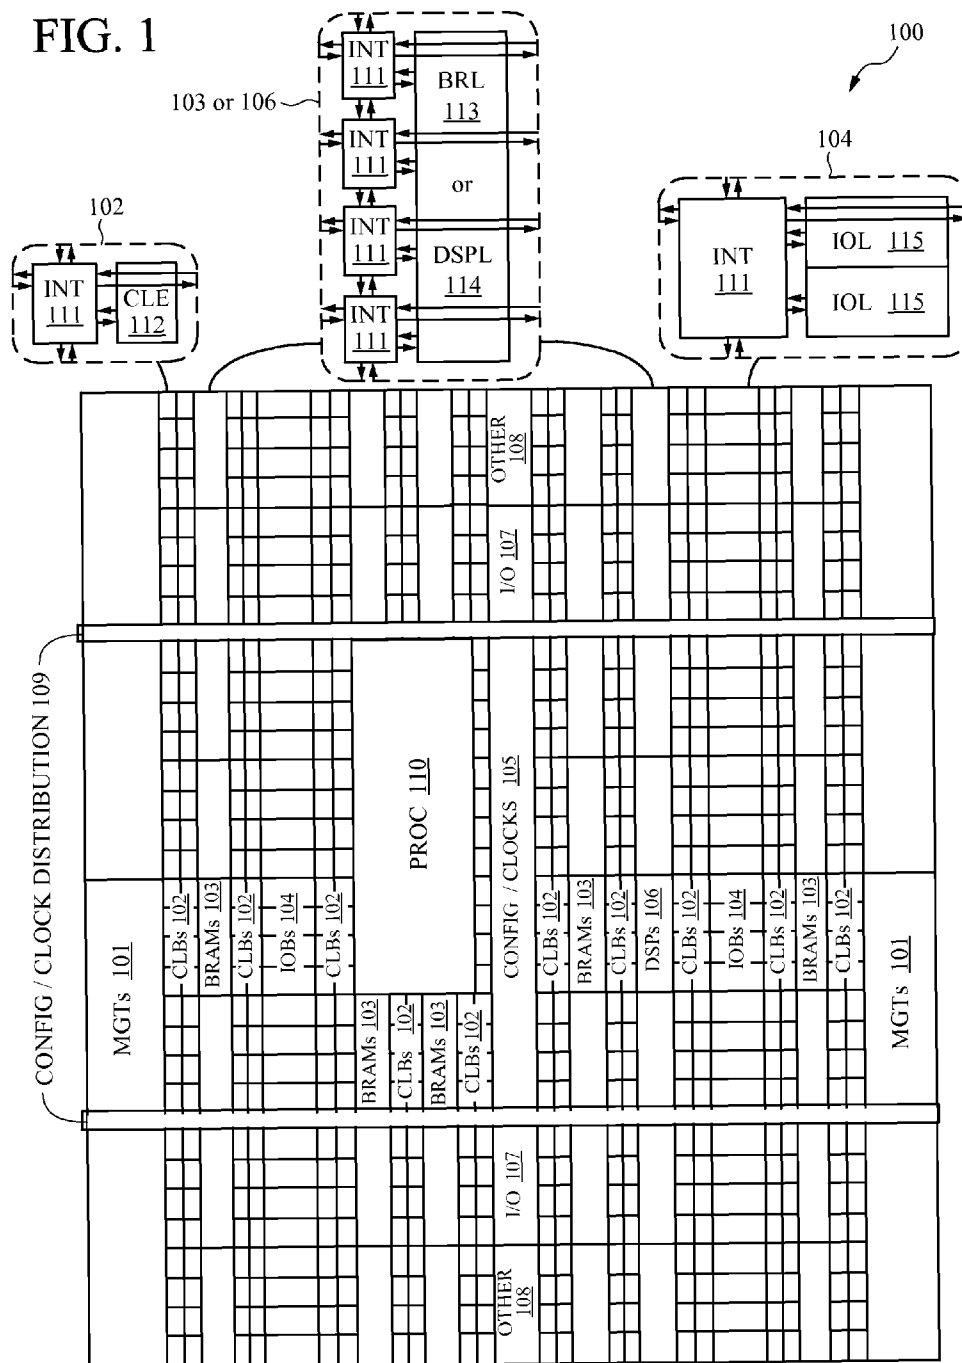 FIG. 1
100
103 or 106
INT
111
INT
111
INT
111
INT
111
BRL
113
or
DSPL
114
104
INT
111
IOL 115
IOL 115
102
INT
111
CLE
112
OTHER
108
I/O 107
CONFIG / CLOCK DISTRIBUTION 109
PROC 110
CONFIG / CLOCKS 105
MGTs 101
CLBs 102
BRAMs 103
CLBs 102
IOBs 104
CLBs 102
BRAMs 103
CLBs 102
BRAMs 103
CLBs 102
CLBs 102
BRAMs 103
CLBs 102
DSPs 106
CLBs 102
IOBs 104
CLBs 102
BRAMs 103
CLBs 102
MGTs 101
I/O 107
OTHER
108